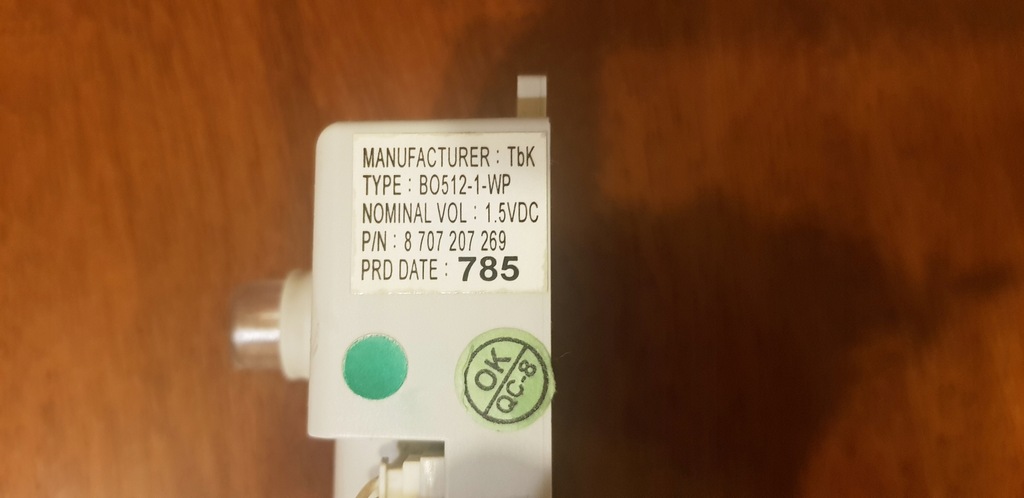 MANUFACTURER : TbK
TYPE : BO512-1-WP
NOMINAL VOL : 1.5VDC
P/N : 8 707 207 269
PRD DATE : 785
OK
QC-8